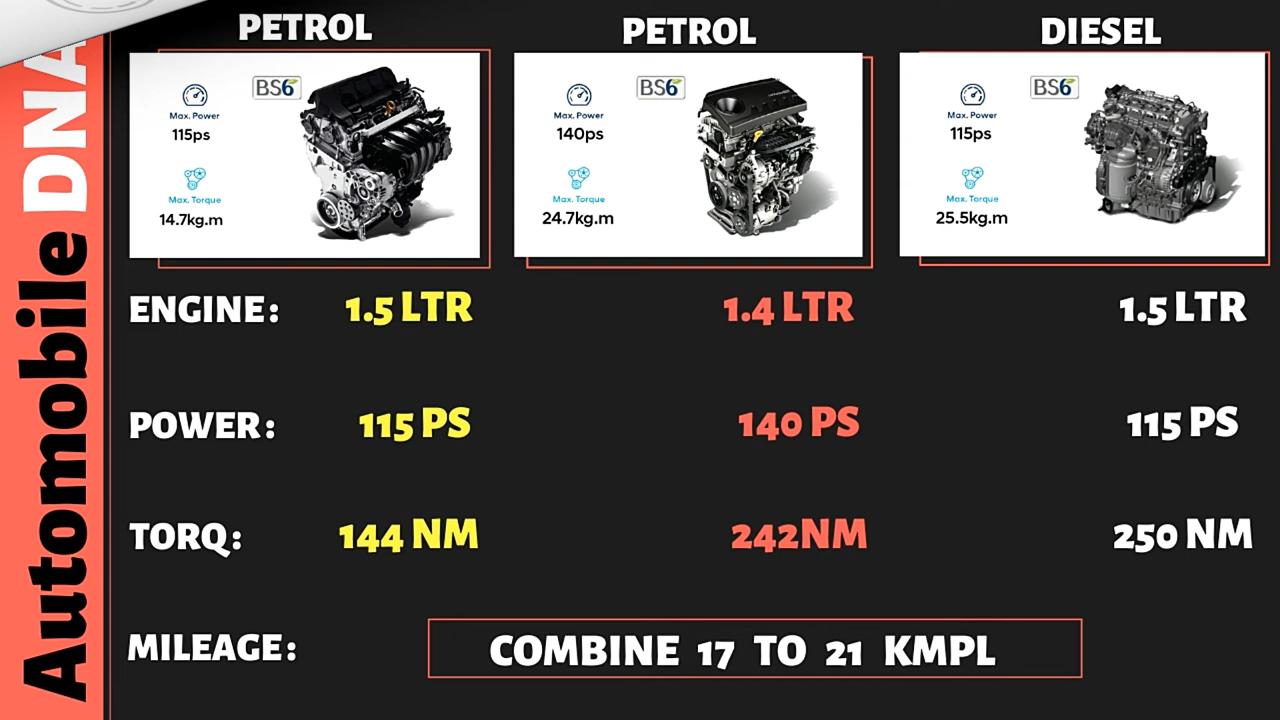 Automobile DNA
PETROL
PETROL
DIESEL
BS6
Max. Power
115ps
Max. Torque
14.7kg.m
BS6
Max. Power
140ps
Max. Torque
24.7kg.m
BS6
Max. Power
115ps
Max. Torque
25.5kg.m
ENGINE: 1.5 LTR 1.4 LTR 1.5 LTR
POWER: 115 PS 140 PS 115 PS
TORQ: 144 NM 242NM 250 NM
MILEAGE: COMBINE 17 TO 21 KMPL